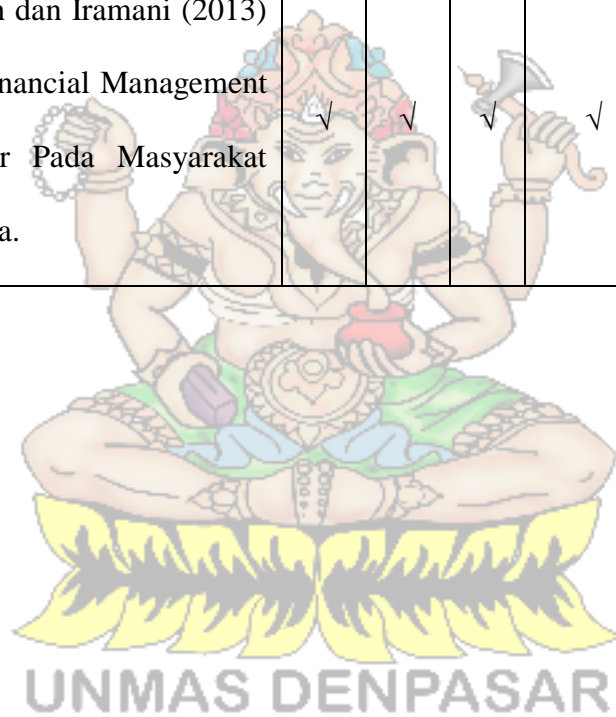 n dan Iramani (2013)
nancial Management
√ √ √ √
r Pada Masyarakat
a.
UNMAS DENPASAR